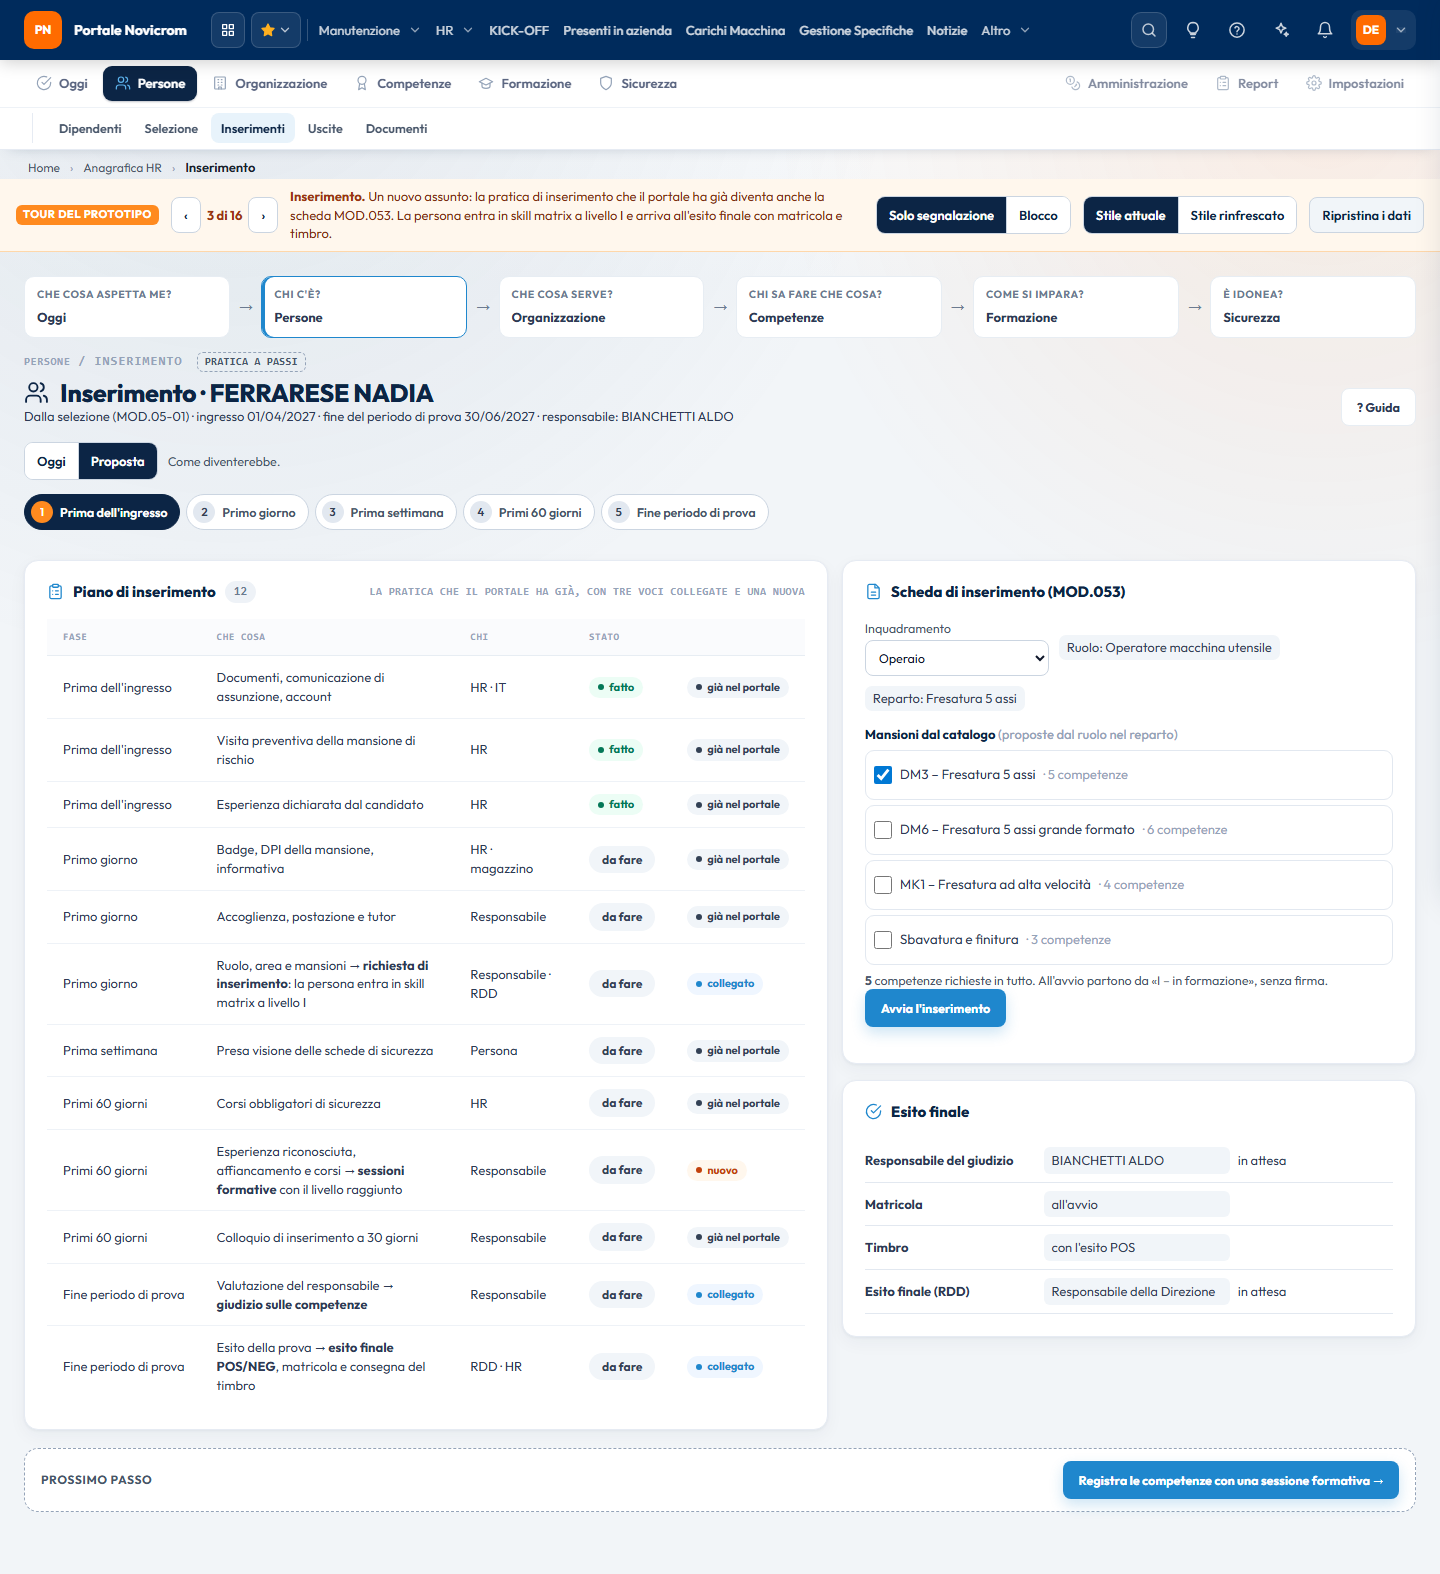 PN Portale Novicrom Manutenzione HR KICK-OFF Presenti in azienda Carichi Macchina Gestione Specifiche Notizie Altro DE
Oggi Persone Organizzazione Competenze Formazione Sicurezza Amministrazione Report Impostazioni
Dipendenti Selezione Inserimenti Uscite Documenti
Home › Anagrafica HR › Inserimento
TOUR DEL PROTOTIPO ‹ 3 di 16 ›
Inserimento. Un nuovo assunto: la pratica di inserimento che il portale ha già diventa anche la
scheda MOD.053. La persona entra in skill matrix a livello I e arriva all'esito finale con matricola e
timbro.
Solo segnalazione Blocco Stile attuale Stile rinfrescato Ripristina i dati
CHE COSA ASPETTA ME?
Oggi
→
CHI C'È?
Persone
→
CHE COSA SERVE?
Organizzazione
→
CHI SA FARE CHE COSA?
Competenze
→
COME SI IMPARA?
Formazione
→
È IDONEA?
Sicurezza
PERSONE / INSERIMENTO PRATICA A PASSI
Inserimento · FERRARESE NADIA
Dalla selezione (MOD.05-01) · ingresso 01/04/2027 · fine del periodo di prova 30/06/2027 · responsabile: BIANCHETTI ALDO
? Guida
Oggi Proposta Come diventerebbe.
1 Prima dell'ingresso 2 Primo giorno 3 Prima settimana 4 Primi 60 giorni 5 Fine periodo di prova
Piano di inserimento 12 LA PRATICA CHE IL PORTALE HA GIÀ, CON TRE VOCI COLLEGATE E UNA NUOVA
FASE CHE COSA CHI STATO
Prima dell'ingresso Documenti, comunicazione di
assunzione, account HR · IT fatto già nel portale
Prima dell'ingresso Visita preventiva della mansione di
rischio HR fatto già nel portale
Prima dell'ingresso Esperienza dichiarata dal candidato HR fatto già nel portale
Primo giorno Badge, DPI della mansione,
informativa HR ·
magazzino da fare già nel portale
Primo giorno Accoglienza, postazione e tutor Responsabile da fare già nel portale
Primo giorno Ruolo, area e mansioni → richiesta di
inserimento: la persona entra in skill
matrix a livello I Responsabile ·
RDD da fare collegato
Prima settimana Presa visione delle schede di sicurezza Persona da fare già nel portale
Primi 60 giorni Corsi obbligatori di sicurezza HR da fare già nel portale
Primi 60 giorni Esperienza riconosciuta,
affiancamento e corsi → sessioni
formative con il livello raggiunto Responsabile da fare nuovo
Primi 60 giorni Colloquio di inserimento a 30 giorni Responsabile da fare già nel portale
Fine periodo di prova Valutazione del responsabile →
giudizio sulle competenze Responsabile da fare collegato
Fine periodo di prova Esito della prova → esito finale
POS/NEG, matricola e consegna del
timbro RDD · HR da fare collegato
Scheda di inserimento (MOD.053)
Inquadramento
Operaio Ruolo: Operatore macchina utensile
Reparto: Fresatura 5 assi
Mansioni dal catalogo (proposte dal ruolo nel reparto)
DM3 – Fresatura 5 assi · 5 competenze
DM6 – Fresatura 5 assi grande formato · 6 competenze
MK1 – Fresatura ad alta velocità · 4 competenze
Sbavatura e finitura · 3 competenze
5 competenze richieste in tutto. All'avvio partono da «I – in formazione», senza firma.
Avvia l'inserimento
Esito finale
Responsabile del giudizio BIANCHETTI ALDO in attesa
Matricola all'avvio
Timbro con l'esito POS
Esito finale (RDD) Responsabile della Direzione in attesa
PROSSIMO PASSO Registra le competenze con una sessione formativa →